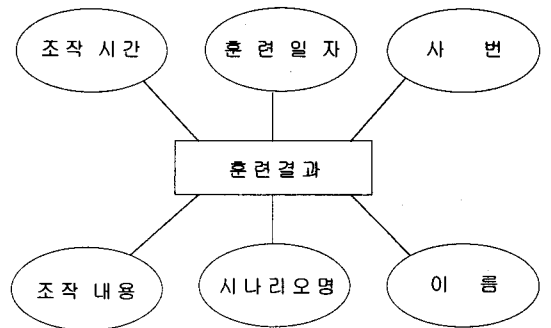 조작 시간
훈련일자
사 번
훈련결과
조작 내용
시나리오명
이 름